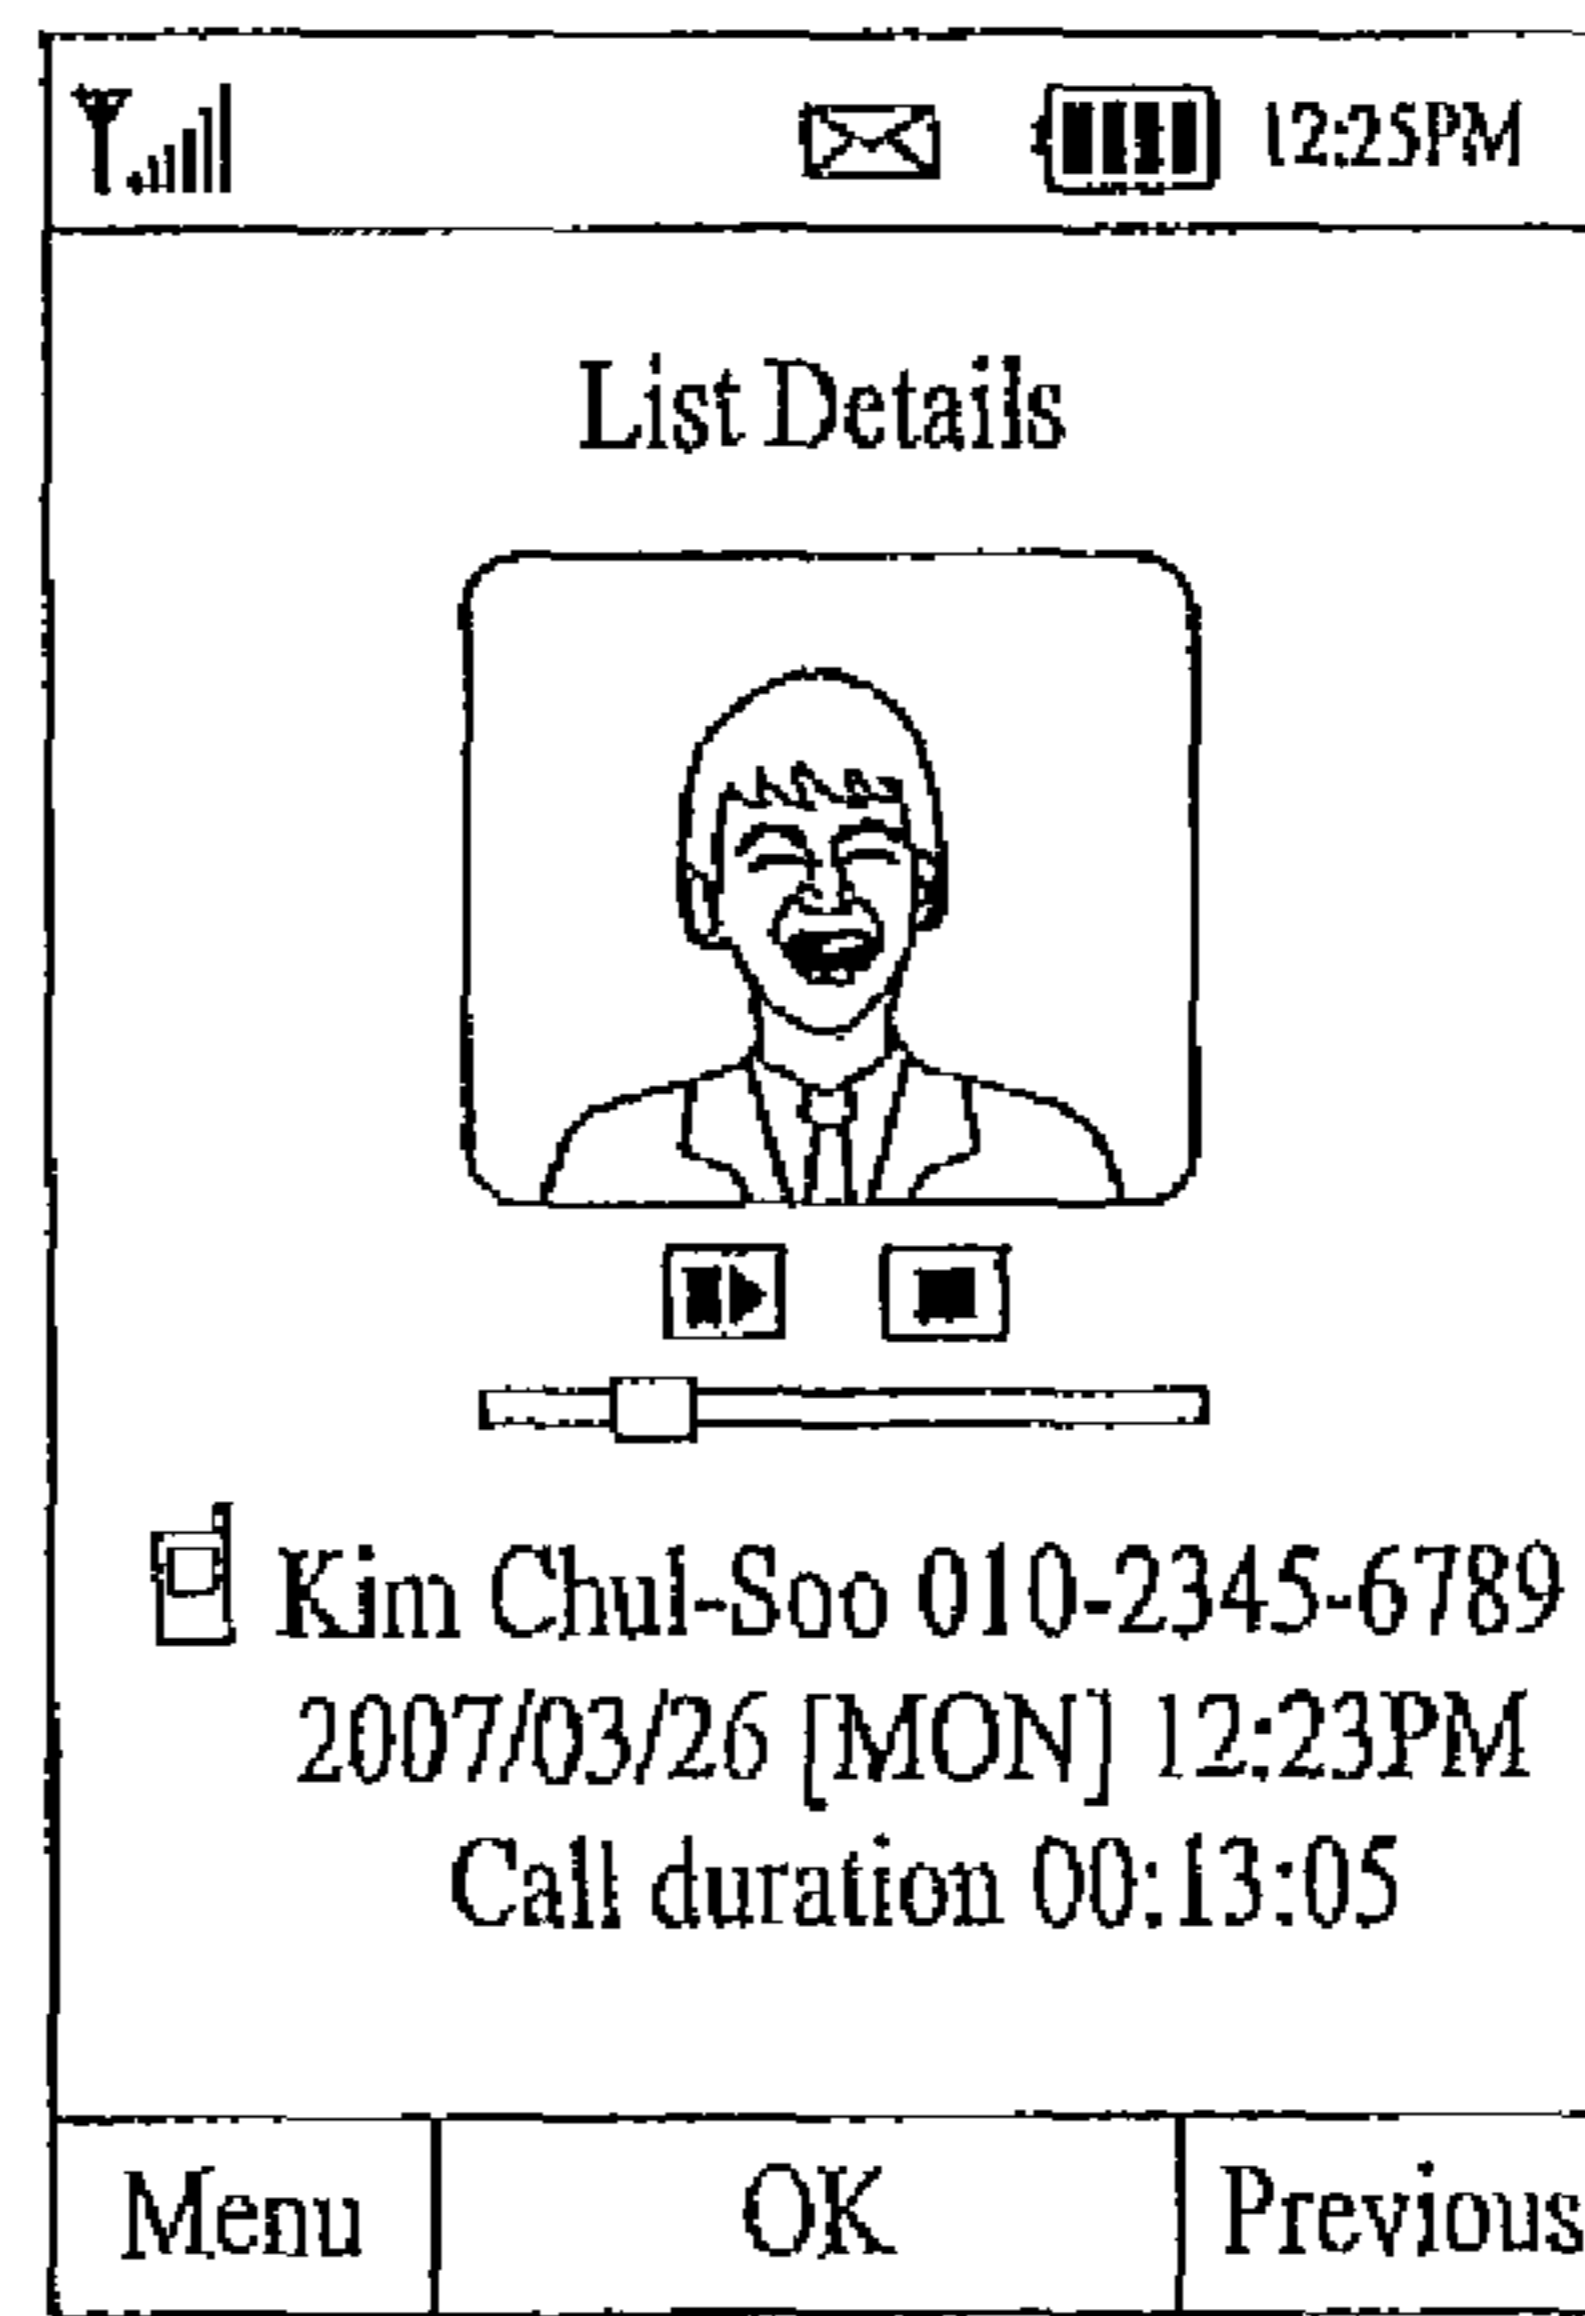 12:25PM
List Details
Kim Chul-Soo 010-2345-6789
2007/03/26 [MON] 12:23PM
Call duration 00:13:05
Menu OK Previous